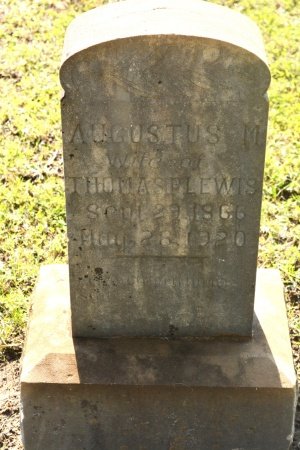 AUGUSTUS M
Wife of
THOMAS P LEWIS
Sept. 29, 1866
Aug. 26, 1920